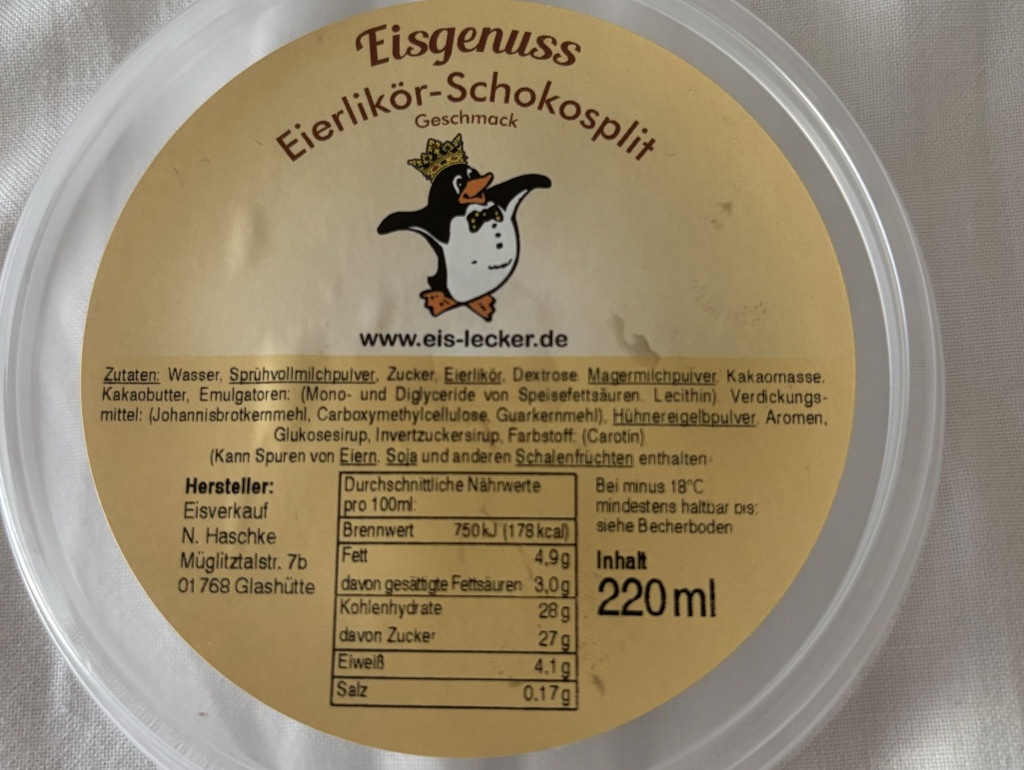 Eisgenuss
Eierlikör-Schokosplit
Geschmack
www.eis-lecker.de
Zutaten: Wasser, Sprühvollmilchpulver, Zucker, Eierlikör, Dextrose, Magermilchpulver, Kakaomasse,
Kakaobutter, Emulgatoren: (Mono- und Diglyceride von Speisefettsäuren, Lecithin), Verdickungs-
mittel: (Johannisbrotkernmehl, Carboxymethylcellulose, Guarkernmehl), Hühnereigelbpulver, Aromen,
Glukosesirup, Invertzuckersirup, Farbstoff: (Carotin)
(Kann Spuren von Eiern, Soja und anderen Schalenfrüchten enthalten)
Hersteller:
Eisverkauf
N. Haschke
Müglitztalstr. 7b
01768 Glashütte
Durchschnittliche Nährwerte
pro 100ml:
Brennwert 750 kJ (178 kcal)
Fett 4,9g
davon gesättigte Fettsäuren 3,0g
Kohlenhydrate 28g
davon Zucker 27g
Eiweiß 4,1g
Salz 0.17g
Bei minus 18°C
mindestens haltbar bis:
siehe Becherboden
Inhalt
220 ml